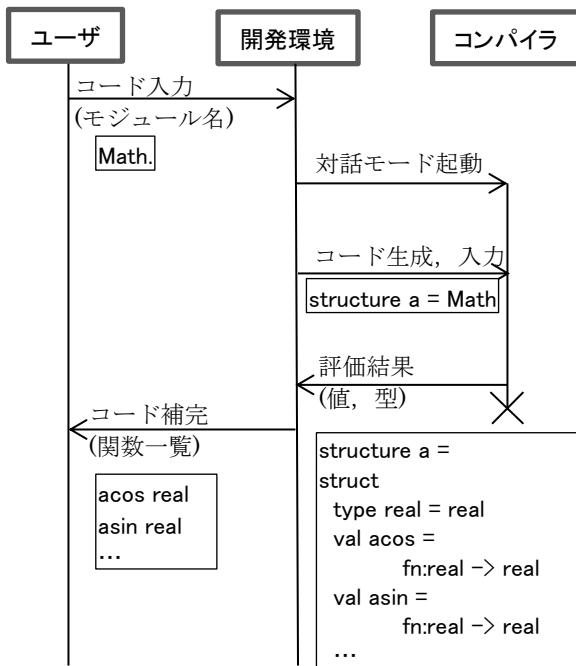 ユーザ
開発環境
コンパイラ
コード入力
(モジュール名)
Math.
対話モード起動
コード生成，入力
structure a = Math
評価結果
(値，型)
コード補完
(関数一覧)
acos real
asin real
…
structure a =
struct
type real = real
val acos =
fn:real -> real
val asin =
fn:real -> real
…